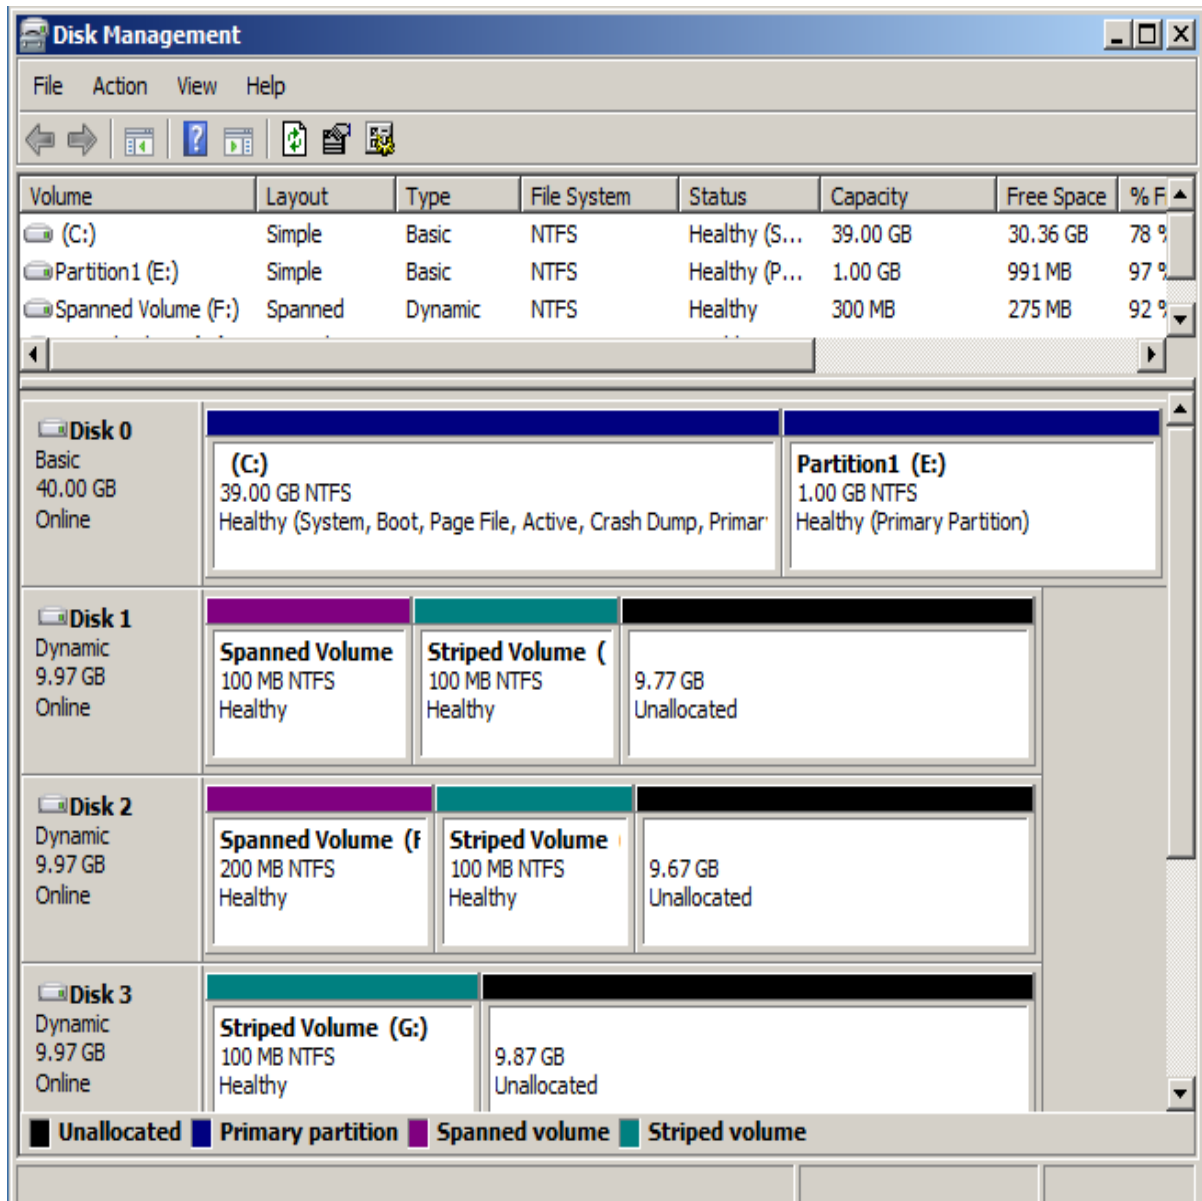 Disk Management
File Action View Help
Volume Layout Type File System Status Capacity Free Space % F
(C:) Simple Basic NTFS Healthy (S... 39.00 GB 30.36 GB 78 %
Partition1 (E:) Simple Basic NTFS Healthy (P... 1.00 GB 991 MB 97 %
Spanned Volume (F:) Spanned Dynamic NTFS Healthy 300 MB 275 MB 92 %
Disk 0
Basic
40.00 GB
Online
(C:)
39.00 GB NTFS
Healthy (System, Boot, Page File, Active, Crash Dump, Primar
Partition1 (E:)
1.00 GB NTFS
Healthy (Primary Partition)
Disk 1
Dynamic
9.97 GB
Online
Spanned Volume
100 MB NTFS
Healthy
Striped Volume (
100 MB NTFS
Healthy
9.77 GB
Unallocated
Disk 2
Dynamic
9.97 GB
Online
Spanned Volume (F
200 MB NTFS
Healthy
Striped Volume
100 MB NTFS
Healthy
9.67 GB
Unallocated
Disk 3
Dynamic
9.97 GB
Online
Striped Volume (G:)
100 MB NTFS
Healthy
9.87 GB
Unallocated
Unallocated Primary partition Spanned volume Striped volume